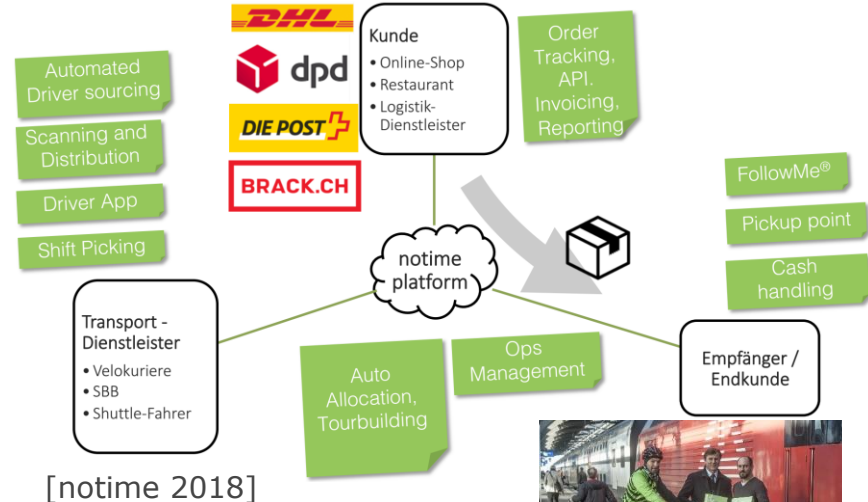 DHL
dpd
DIE POST
BRACK.CH
Kunde
• Online-Shop
• Restaurant
• Logistik-
Dienstleister
Order
Tracking,
API.
Invoicing,
Reporting
Automated
Driver sourcing
Scanning and
Distribution
Driver App
Shift Picking
FollowMe®
Pickup point
Cash
handling
notime
platform
Transport -
Dienstleister
• Velokuriere
• SBB
• Shuttle-Fahrer
Auto
Allocation,
Tourbuilding
Ops
Management
Empfänger /
Endkunde
[notime 2018]